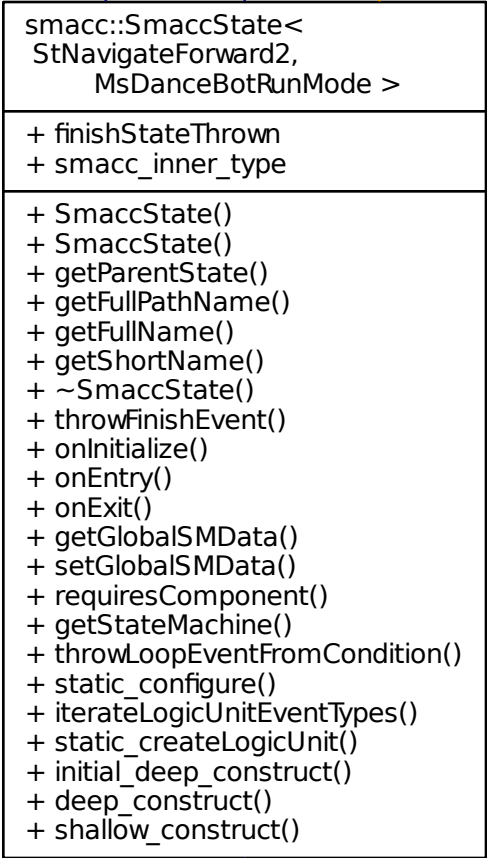 smacc::SmaccState<
StNavigateForward2,
MsDanceBotRunMode >
+ finishStateThrown
+ smacc_inner_type
+ SmaccState()
+ SmaccState()
+ getParentState()
+ getFullPathName()
+ getFullName()
+ getShortName()
+ ~SmaccState()
+ throwFinishEvent()
+ onInitialize()
+ onEntry()
+ onExit()
+ getGlobalSMData()
+ setGlobalSMData()
+ requiresComponent()
+ getStateMachine()
+ throwLoopEventFromCondition()
+ static_configure()
+ iterateLogicUnitEventTypes()
+ static_createLogicUnit()
+ initial_deep_construct()
+ deep_construct()
+ shallow_construct()